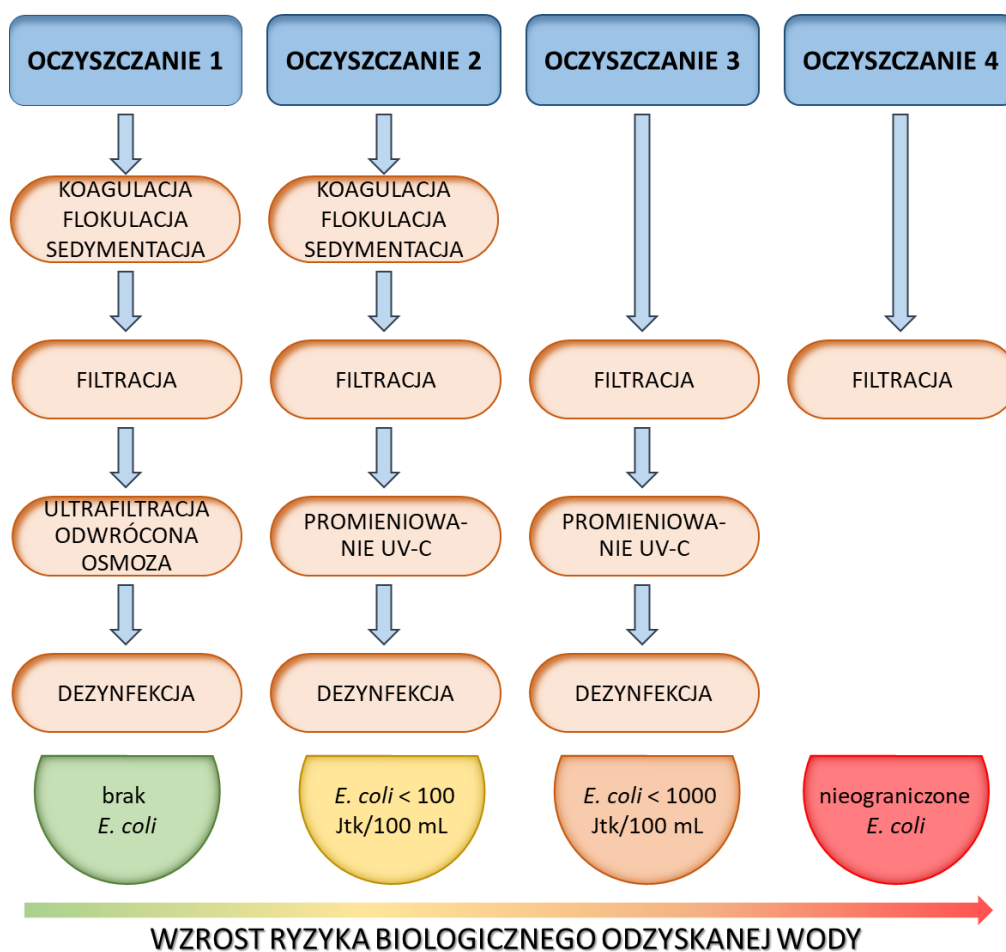 OCZYSZCZANIE 1
KOAGULACJA
FLOKULACJA
SEDYMENTACJA
FILTRACJA
ULTRAFILTRACJA
ODWRÓCONA
OSMOZA
DEZYNFEKCJA
brak
E. coli
OCZYSZCZANIE 2
KOAGULACJA
FLOKULACJA
SEDYMENTACJA
FILTRACJA
PROMIENIOWA-
NIE UV-C
DEZYNFEKCJA
E. coli < 100
Jtk/100 mL
OCZYSZCZANIE 3
FILTRACJA
PROMIENIOWA-
NIE UV-C
DEZYNFEKCJA
E. coli < 1000
Jtk/100 mL
OCZYSZCZANIE 4
FILTRACJA
nieograniczone
E. coli
WZROST RYZYKA BIOLOGICZNEGO ODZYSKANEJ WODY